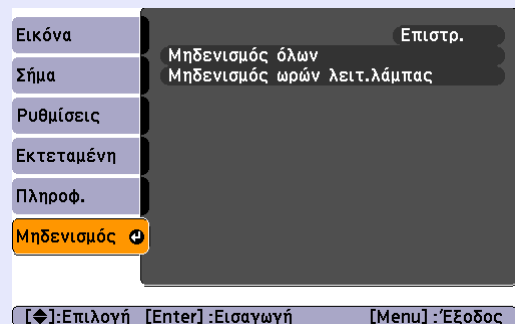 Εικόνα
Σήμα
Ρυθμίσεις
Εκτεταμένη
Πληροφ.
Μηδενισμός
Επιστρ.
Μηδενισμός όλων
Μηδενισμός ωρών λειτ.λάμπας
[◆]:Επιλογή [Enter] :Εισαγωγή [Menu] :Έξοδος